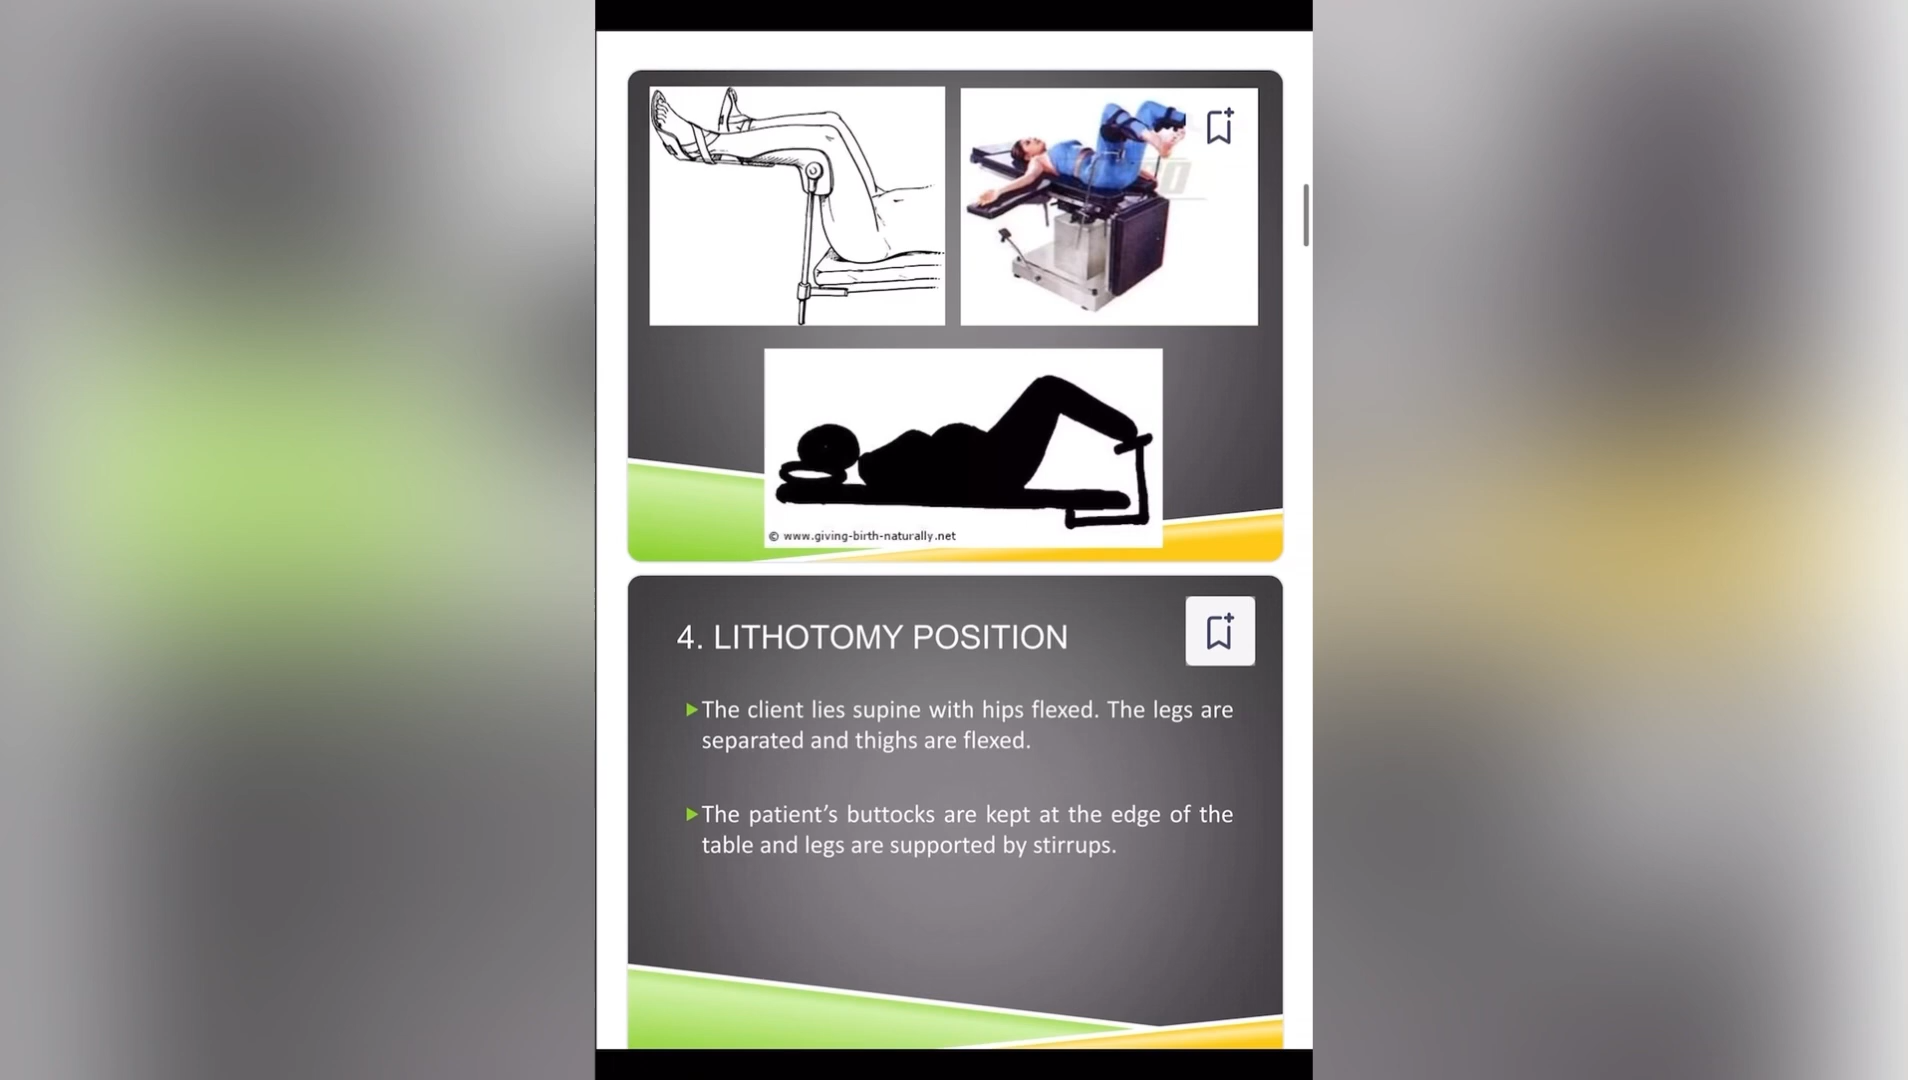 © www.giving-birth-naturally.net
4. LITHOTOMY POSITION
The client lies supine with hips flexed. The legs are
separated and thighs are flexed.
The patient’s buttocks are kept at the edge of the
table and legs are supported by stirrups.